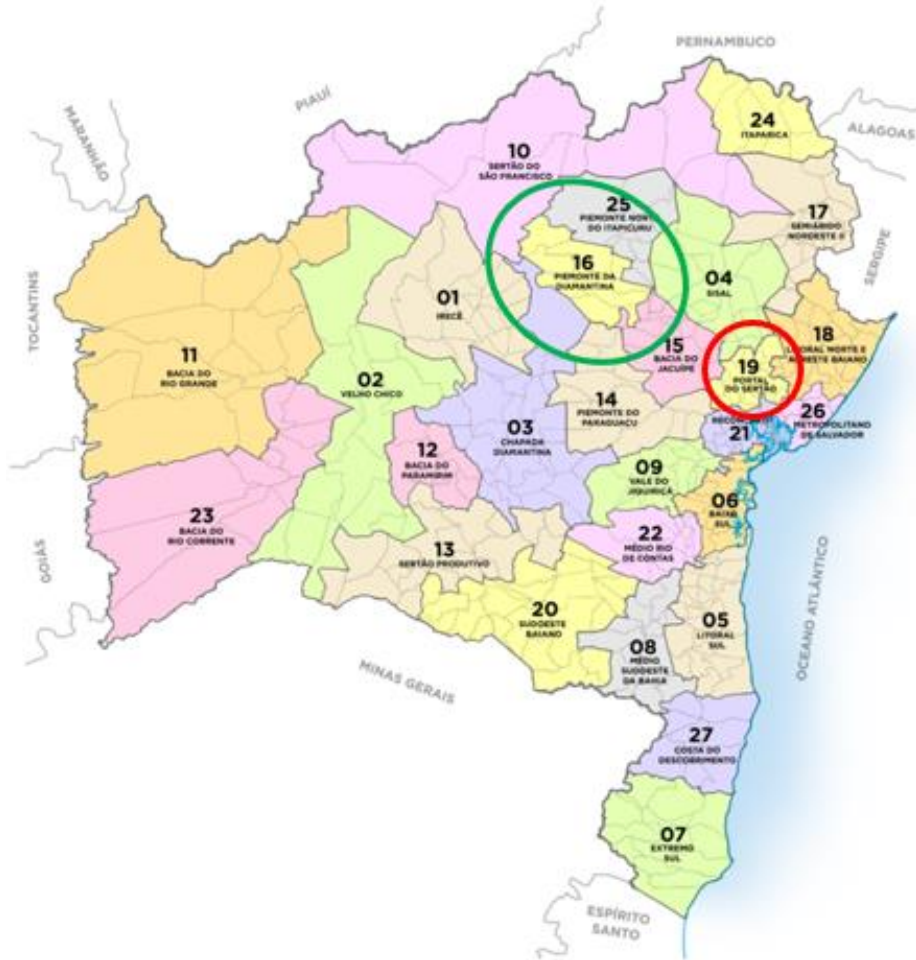 PERNAMBUCO
PIAUÍ
MARANHÃO
24
ITAPARICA
ALAGOAS
10
SERTÃO DO
SÃO FRANCISCO
25
PIEMONTE NORTE
DO ITAPICURU
17
SEMIÁRIDO
NORDESTE II
SERGIPE
16
PIEMONTE DA
DIAMANTINA
04
SISAL
TOCANTINS
01
IRECÊ
18
LITORAL NORTE E
AGRESTE BAIANO
11
BACIA DO
RIO GRANDE
15
BACIA DO
JACUÍPE
19
PORTAL
DO SERTÃO
02
VELHO CHICO
14
PIEMONTE DO
PARAGUAÇU
26
METROPOLITANO
DE SALVADOR
21
03
CHAPADA
DIAMANTINA
12
BACIA DO
PARAMIRIM
09
VALE DO
JIQUIRIÇÁ
06
BAIXO
SUL
23
BACIA DO
RIO CORRENTE
22
MÉDIO RIO
DE CONTAS
GOIÁS
13
SERTÃO PRODUTIVO
OCEANO ATLÂNTICO
20
SUDOESTE
BAIANO
05
LITORAL
SUL
08
MÉDIO
SUDOESTE
DA BAHIA
MINAS GERAIS
27
COSTA DO
DESCOBRIMENTO
07
EXTREMO
SUL
ESPÍRITO
SANTO